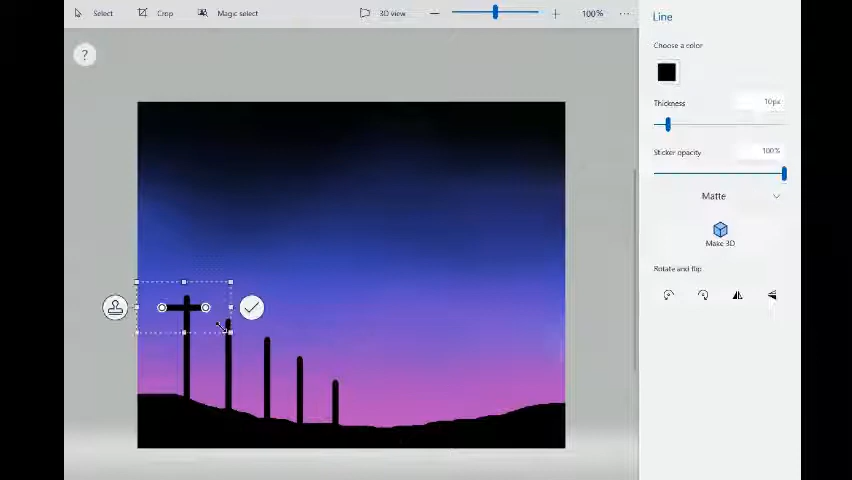 Select Crop Magic select 3D view 100%
Line
?
Choose a color
Thickness 10px
Sticker opacity 100%
Matte
Make 3D
Rotate and flip